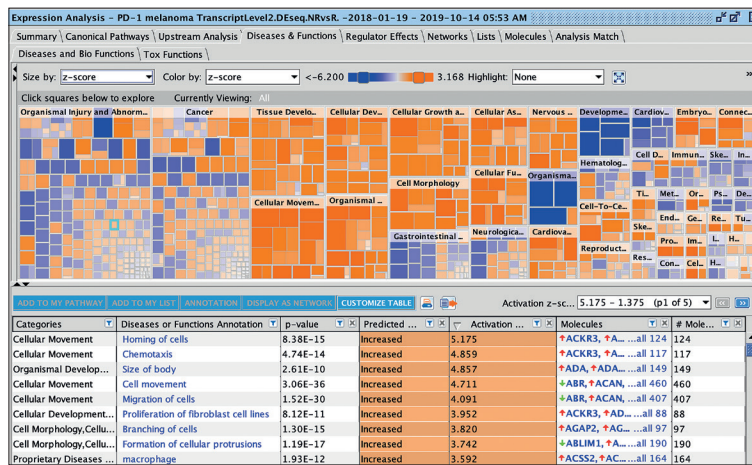 Expression Analysis - PD-1 melanoma TranscriptLevel2.DEseq.NRvsR. -2018-01-19 - 2019-10-14 05:53 AM
Summary \ Canonical Pathways \ Upstream Analysis \ Diseases & Functions \ Regulator Effects \ Networks \ Lists \ Molecules \ Analysis Match \
Diseases and Bio Functions \ Tox Functions \
Size by: z-score Color by: z-score <-6.200 3.168 Highlight: None »
Click squares below to explore Currently Viewing: All
Organismal Injury and Abnorm... Cancer Tissue Develo... Cellular Dev... Cellular Growth a... Cellular As... Nervous ... Developme... Cardiov... Embryo... Connec...
Hematolog... Cell D... Immun... Ske... In...
Cell Morphology Cellular Fu... Organisma...
Ti... Met... Or... Ps... De...
Cellular Movem... Organismal ... Cell-To-Ce...
End... Ge... Re... Tu...
Gastrointestinal ... Neurologica... Cardiova... Ske...
Reproduct... Pro... Im... L... H...
Res... Con... Cel... H...
ADD TO MY PATHWAY ADD TO MY LIST ANNOTATION DISPLAY AS NETWORK CUSTOMIZE TABLE Activation z-sc... 5.175 - 1.375 (p1 of 5)
Categories Diseases or Functions Annotation p-value Predicted ... Activation ... Molecules # Mole...
Cellular Movement Homing of cells 8.38E-15 Increased 5.175 ↑ACKR3, ↑A... ...all 124 124
Cellular Movement Chemotaxis 4.74E-14 Increased 4.859 ↑ACKR3, ↑A... ...all 117 117
Organismal Develop... Size of body 2.61E-10 Increased 4.857 ↑ADA, ↑ADA... ...all 149 149
Cellular Movement Cell movement 3.06E-36 Increased 4.711 ↓ABR, ↑ACAN, ...all 460 460
Cellular Movement Migration of cells 1.52E-30 Increased 4.091 ↓ABR, ↑ACAN, ...all 407 407
Cellular Development... Proliferation of fibroblast cell lines 8.12E-11 Increased 3.952 ↑ACKR3, ↑AD... ...all 88 88
Cell Morphology,Cellu... Branching of cells 1.30E-15 Increased 3.820 ↑AGAP2, ↑AG... ...all 97 97
Cell Morphology,Cellu... Formation of cellular protrusions 1.19E-17 Increased 3.742 ↓ABLIM1, ↑A... ...all 190 190
Proprietary Diseases ... macrophage 1.93E-12 Increased 3.592 ↑ACSS2, ↑AC... ...all 164 164